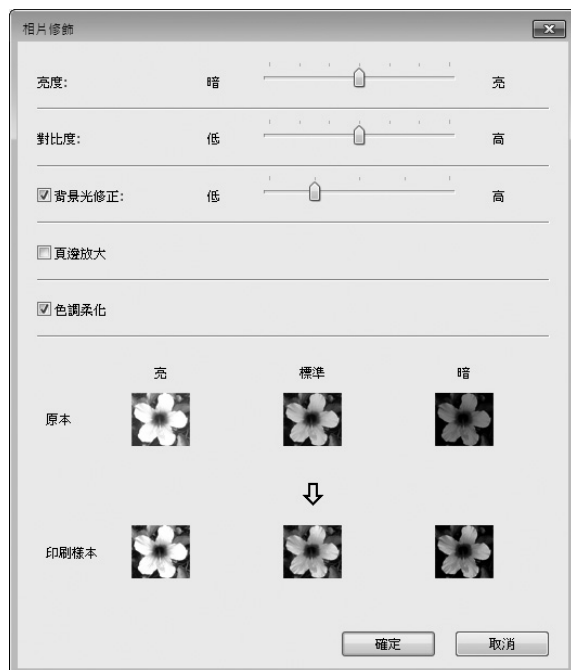 相片修飾
亮度: 暗 亮
對比度: 低 高
背景光修正: 低 高
頁邊放大
色調柔化
亮 標準 暗
原本
印刷樣本
確定 取消